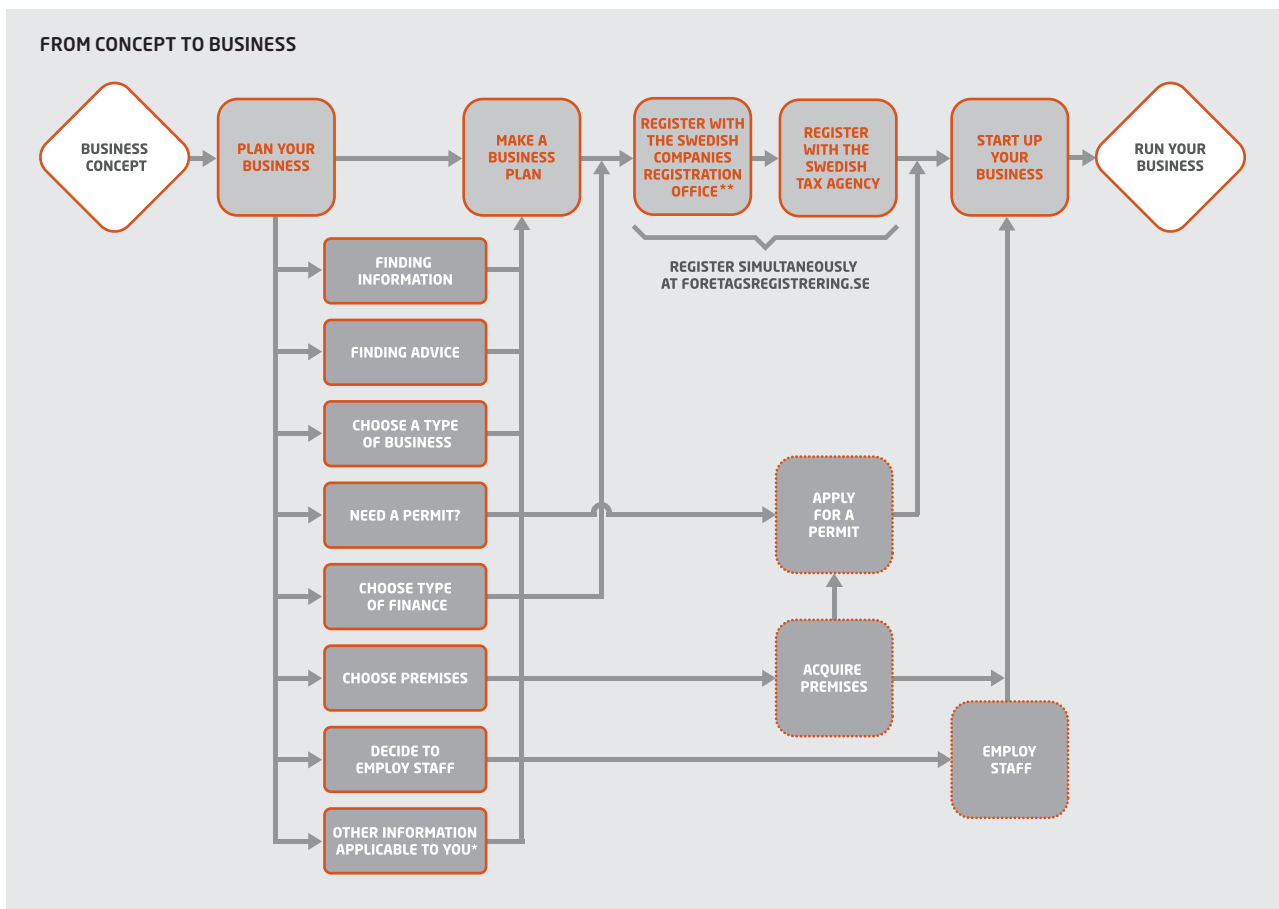 FROM CONCEPT TO BUSINESS
BUSINESS
CONCEPT
PLAN YOUR
BUSINESS
MAKE A
BUSINESS
PLAN
REGISTER WITH
THE SWEDISH
COMPANIES
REGISTRATION
OFFICE**
REGISTER
WITH THE
SWEDISH
TAX AGENCY
START UP
YOUR
BUSINESS
RUN YOUR
BUSINESS
REGISTER SIMULTANEOUSLY
AT FORETAGSREGISTRERING.SE
FINDING
INFORMATION
FINDING ADVICE
CHOOSE A TYPE
OF BUSINESS
NEED A PERMIT?
APPLY
FOR A
PERMIT
CHOOSE TYPE
OF FINANCE
CHOOSE PREMISES
ACQUIRE
PREMISES
DECIDE TO
EMPLOY STAFF
EMPLOY
STAFF
OTHER INFORMATION
APPLICABLE TO YOU*